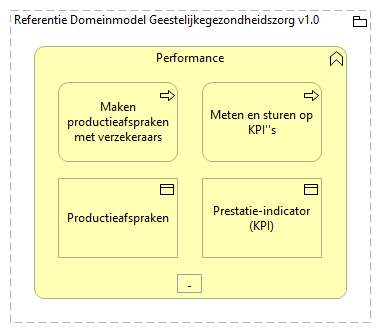 Referentie Domeinmodel Geestelijkegezondheidszorg v1.0
Performance
Maken
productieafspraken
met verzekeraars
Meten en sturen op
KPI"s
Productieafspraken
Prestatie-indicator
(KPI)
-